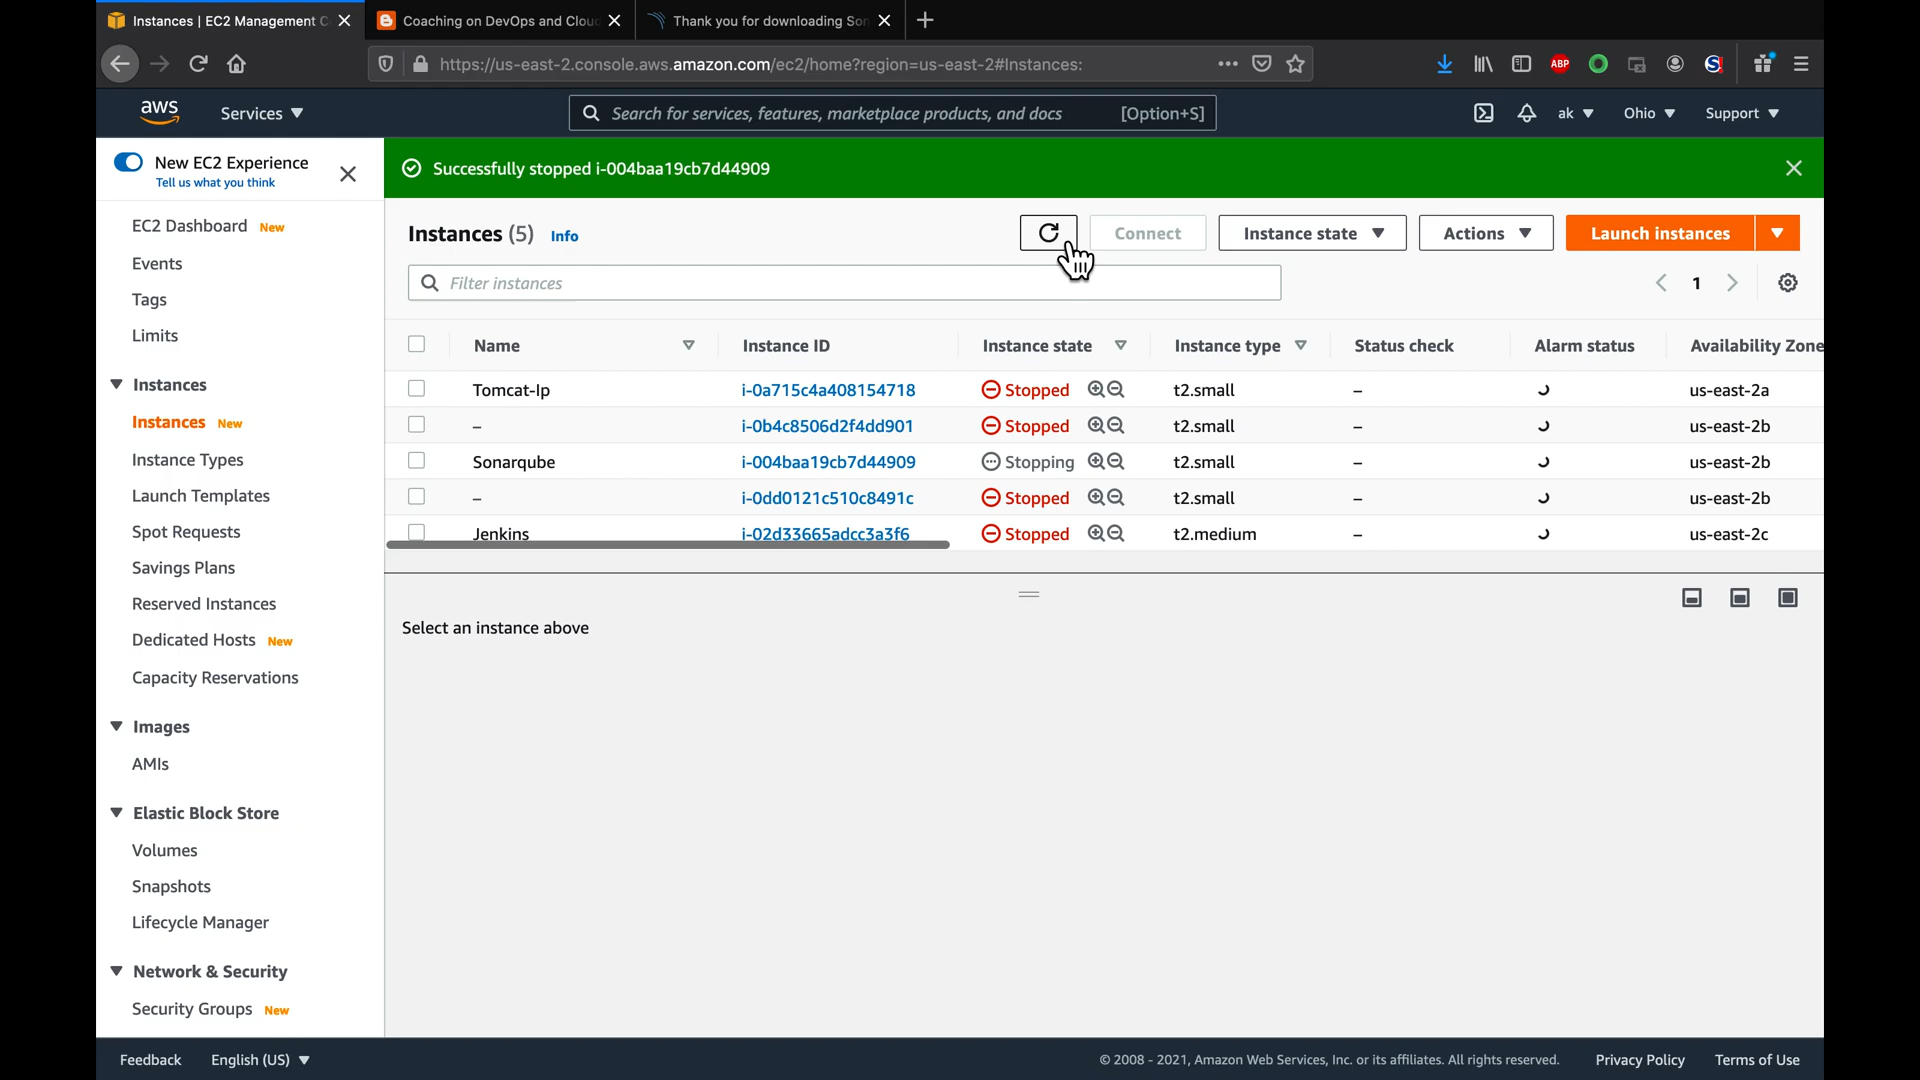 Instances | EC2 Management C
Coaching on DevOps and Clou
Thank you for downloading Son
https://us-east-2.console.aws.amazon.com/ec2/home?region=us-east-2#Instances:
ABP
aws
Services
Search for services, features, marketplace products, and docs
[Option+S]
ak
Ohio
Support
New EC2 Experience
Tell us what you think
Successfully stopped i-004baa19cb7d44909
EC2 Dashboard New
Events
Tags
Limits
Instances
Instances New
Instance Types
Launch Templates
Spot Requests
Savings Plans
Reserved Instances
Dedicated Hosts New
Capacity Reservations
Images
AMIs
Elastic Block Store
Volumes
Snapshots
Lifecycle Manager
Network & Security
Security Groups New
Instances (5) Info
Connect
Instance state
Actions
Launch instances
Filter instances
1
Name Instance ID Instance state Instance type Status check Alarm status Availability Zone
Tomcat-Ip i-0a715c4a408154718 Stopped t2.small – us-east-2a
– i-0b4c8506d2f4dd901 Stopped t2.small – us-east-2b
Sonarqube i-004baa19cb7d44909 Stopping t2.small – us-east-2b
– i-0dd0121c510c8491c Stopped t2.small – us-east-2b
Jenkins i-02d33665adcc3a3f6 Stopped t2.medium – us-east-2c
Select an instance above
Feedback
English (US)
© 2008 - 2021, Amazon Web Services, Inc. or its affiliates. All rights reserved.
Privacy Policy
Terms of Use